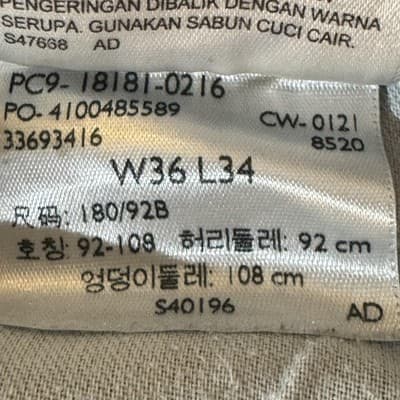 PENGERINGAN DIBALIK DENGAN WARNA
SERUPA. GUNAKAN SABUN CUCI CAIR.
S47668 AD
PC9-18181-0216
PO-4100485589 CW-0121
33693416 8520
W36 L34
尺码: 180/92B
호칭: 92-108 허리둘레: 92 cm
엉덩이둘레: 108 cm
S40196 AD